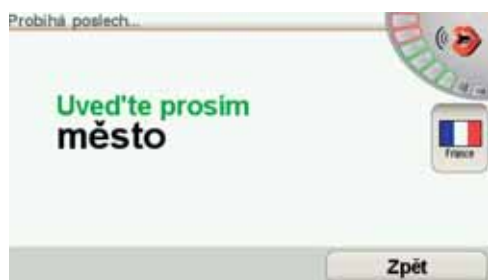 Probíhá poslech...
Uveďte prosím
město
France
Zpět